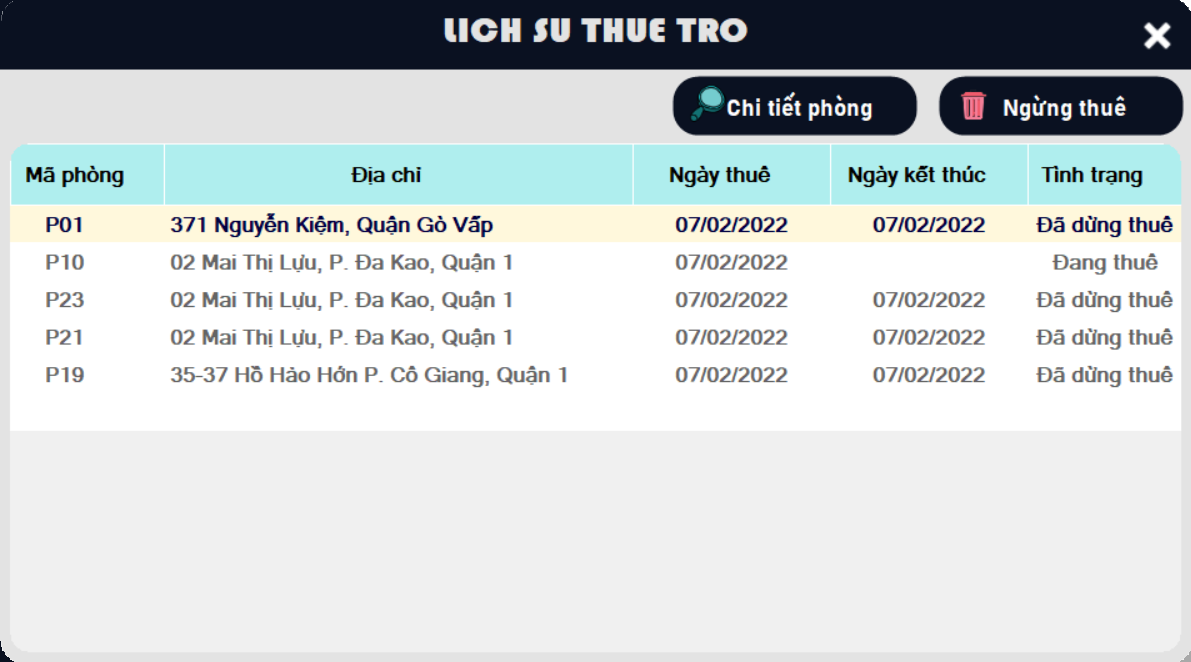 LICH SU THUE TRO
Chi tiết phòng Ngừng thuê
Mã phòng Địa chỉ Ngày thuê Ngày kết thúc Tình trạng
P01 371 Nguyễn Kiệm, Quận Gò Vấp 07/02/2022 07/02/2022 Đã dừng thuê
P10 02 Mai Thị Lựu, P. Đa Kao, Quận 1 07/02/2022 Đang thuê
P23 02 Mai Thị Lựu, P. Đa Kao, Quận 1 07/02/2022 07/02/2022 Đã dừng thuê
P21 02 Mai Thị Lựu, P. Đa Kao, Quận 1 07/02/2022 07/02/2022 Đã dừng thuê
P19 35-37 Hồ Hảo Hớn P. Cô Giang, Quận 1 07/02/2022 07/02/2022 Đã dừng thuê